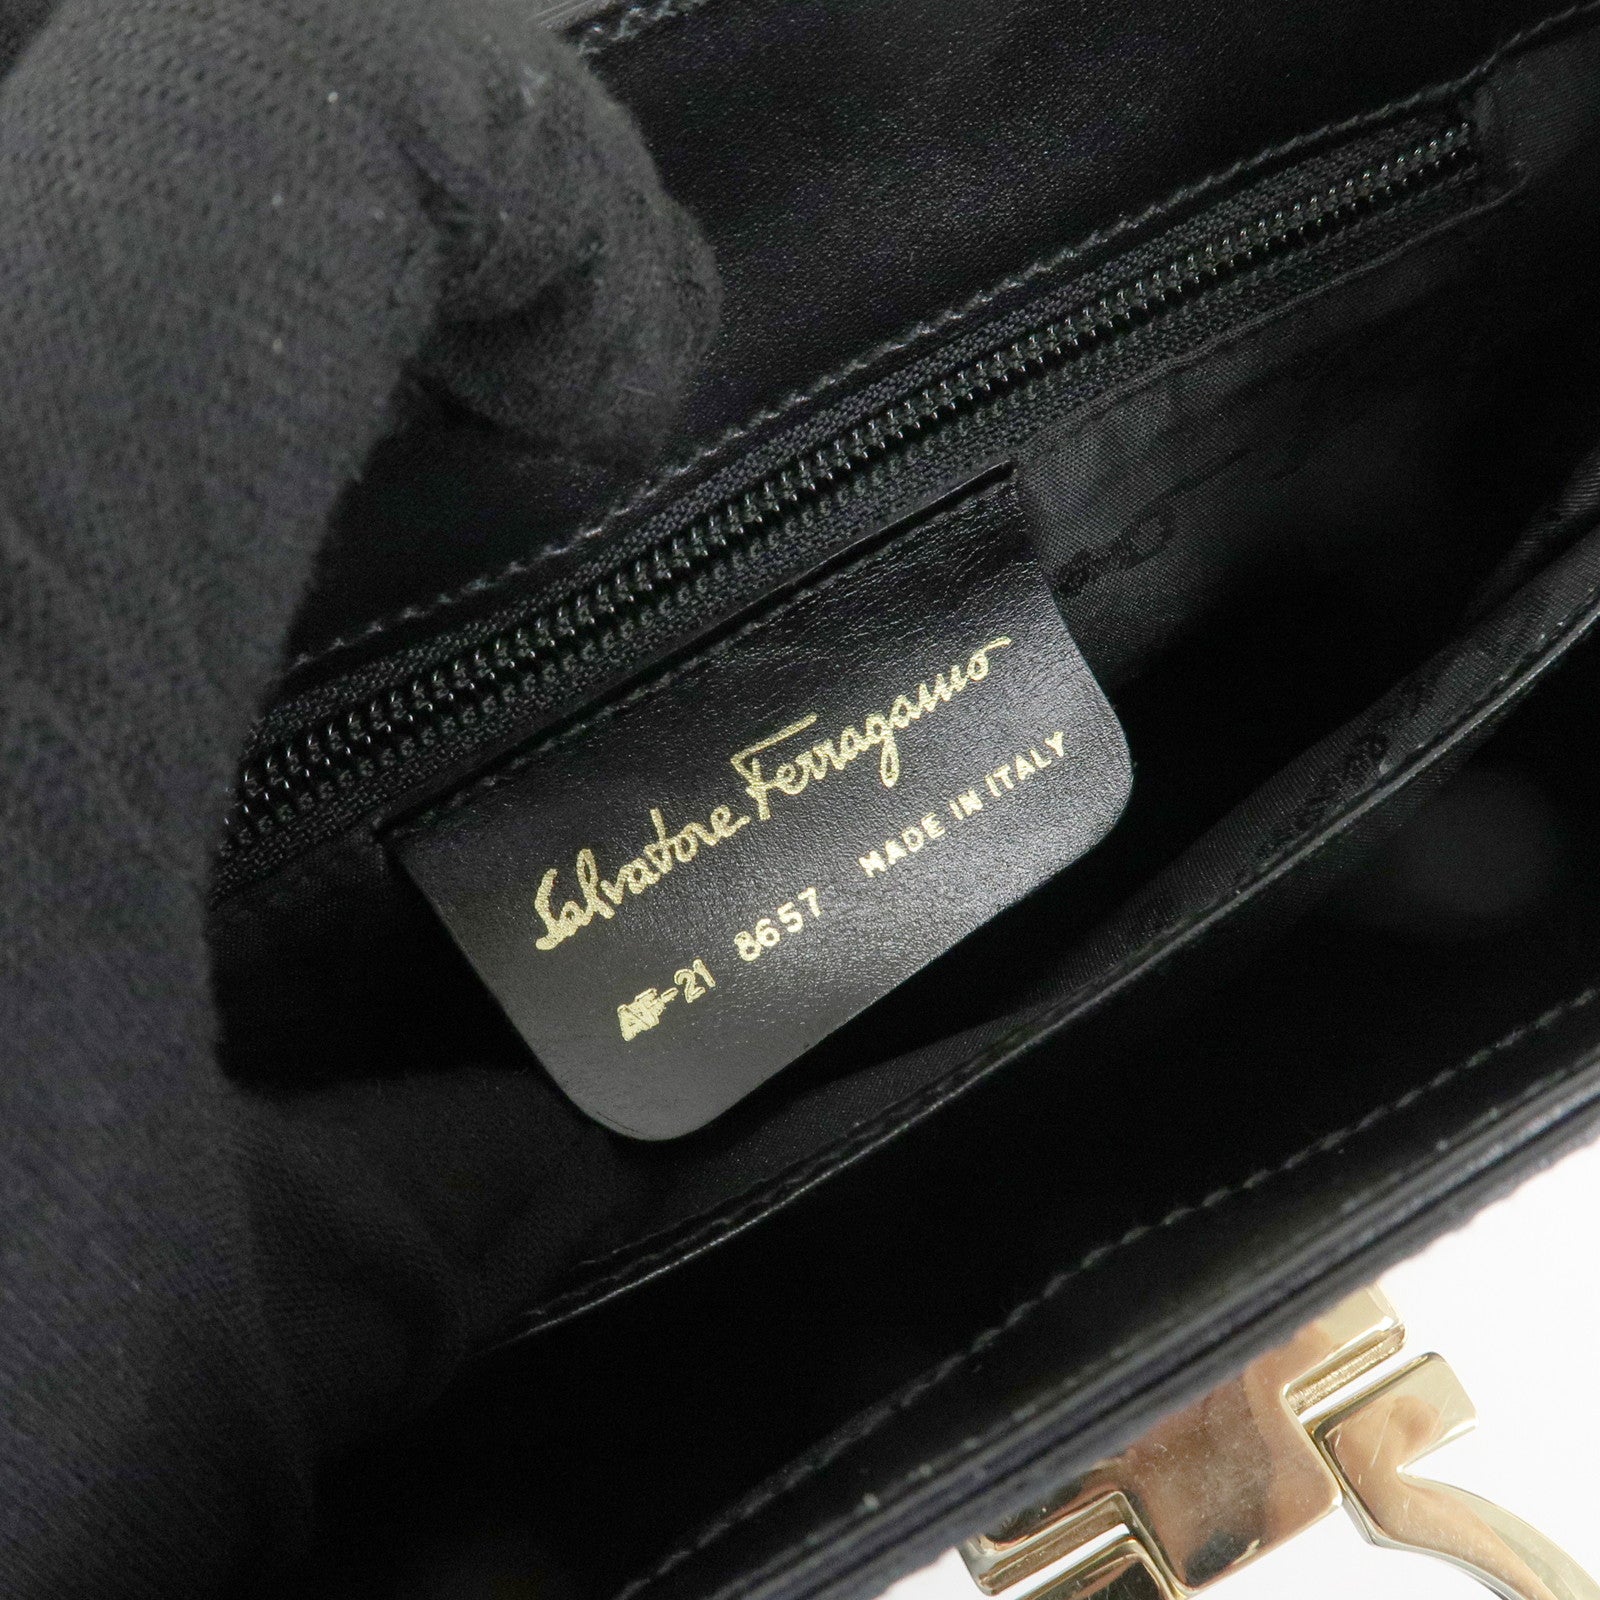 Salvatore Ferragamo
AF-21 8657 MADE IN ITALY